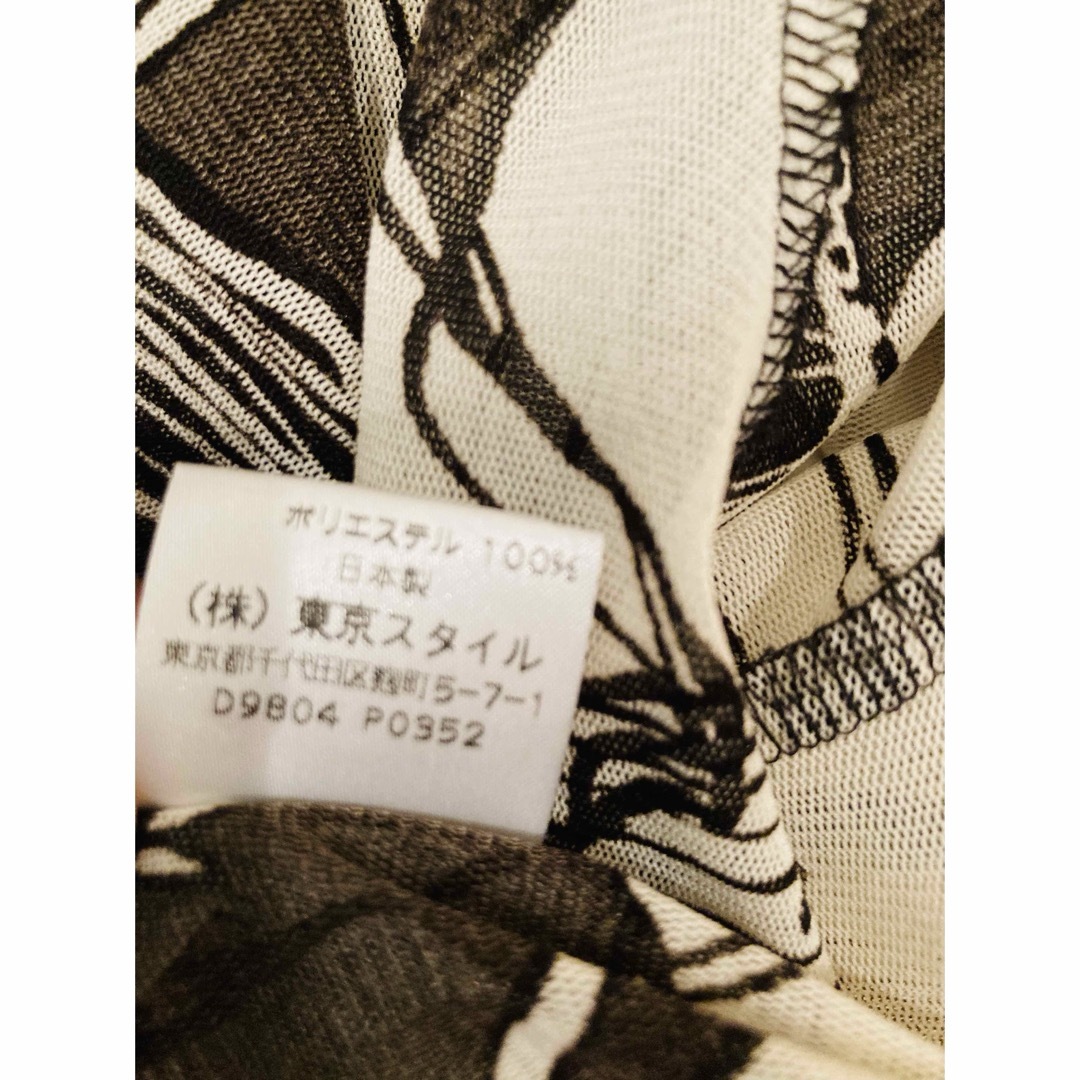 ポリエステル 100%
日本製
（株）東京スタイル
東京都千代田区麹町5-7-1
D9804 P0352